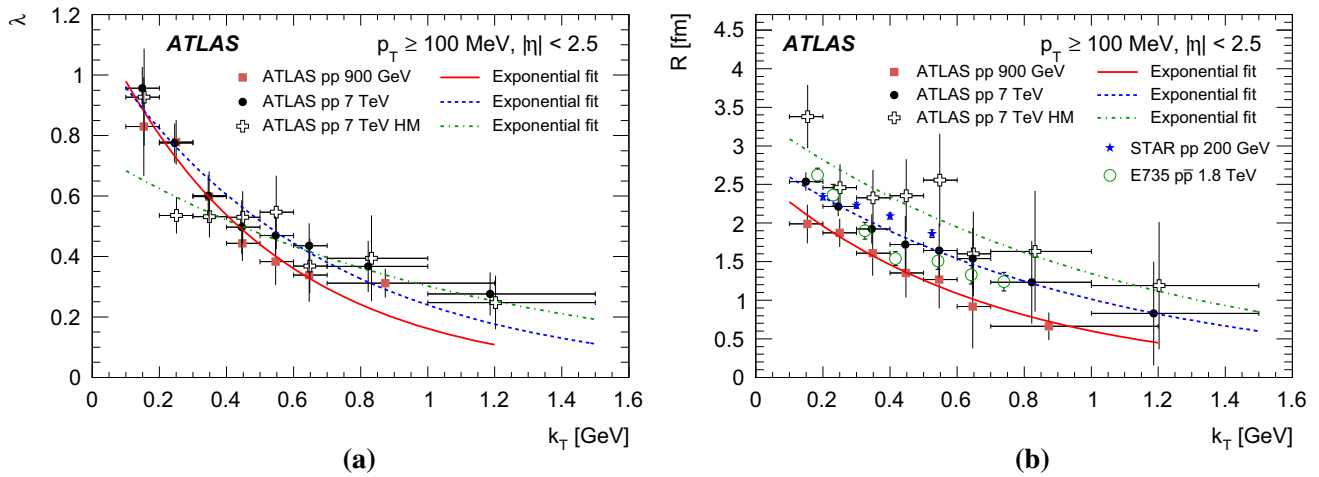 λ
ATLAS
p_T ≥ 100 MeV, |η| < 2.5
ATLAS pp 900 GeV
Exponential fit
ATLAS pp 7 TeV
Exponential fit
ATLAS pp 7 TeV HM
Exponential fit
1
0.8
0.6
0.4
0.2
0
0 0.2 0.4 0.6 0.8 1 1.2 1.4 1.6
k_T [GeV]
(a)
R [fm]
ATLAS
p_T ≥ 100 MeV, |η| < 2.5
ATLAS pp 900 GeV
Exponential fit
ATLAS pp 7 TeV
Exponential fit
ATLAS pp 7 TeV HM
Exponential fit
STAR pp 200 GeV
E735 pp̅ 1.8 TeV
4.5
4
3.5
3
2.5
2
1.5
1
0.5
0
0 0.2 0.4 0.6 0.8 1 1.2 1.4 1.6
k_T [GeV]
(b)